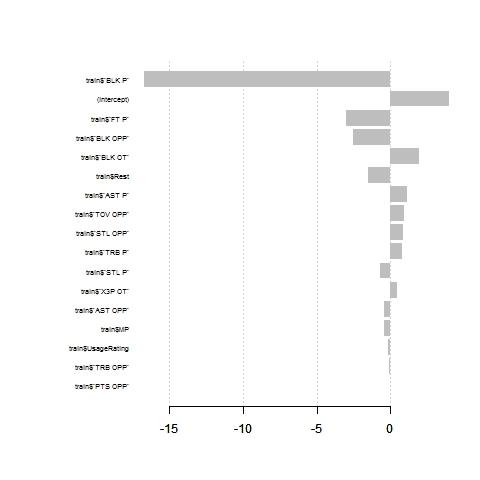 train$`BLK P`
(Intercept)
train$`FT P`
train$`BLK OPP`
train$`BLK OT`
train$Rest
train$`AST P`
train$`TOV OPP`
train$`STL OPP`
train$`TRB P`
train$`STL P`
train$`X3P OT`
train$`AST OPP`
train$MP
train$UsageRating
train$`TRB OPP`
train$`PTS OPP`
-15 -10 -5 0